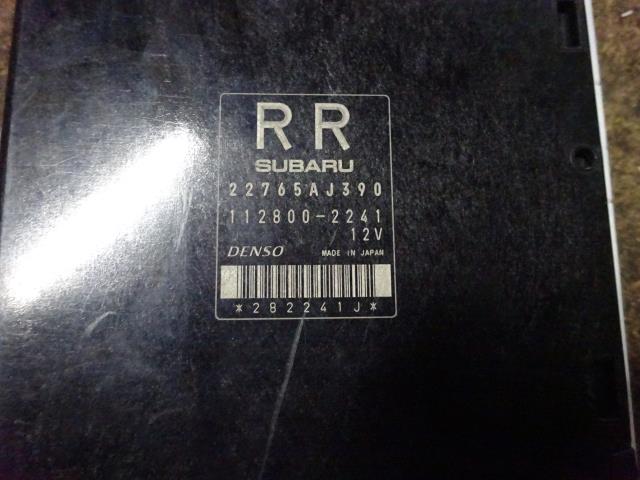 RR
SUBARU
22765AJ390
112800-2241
12V
DENSO MADE IN JAPAN
*282241J*